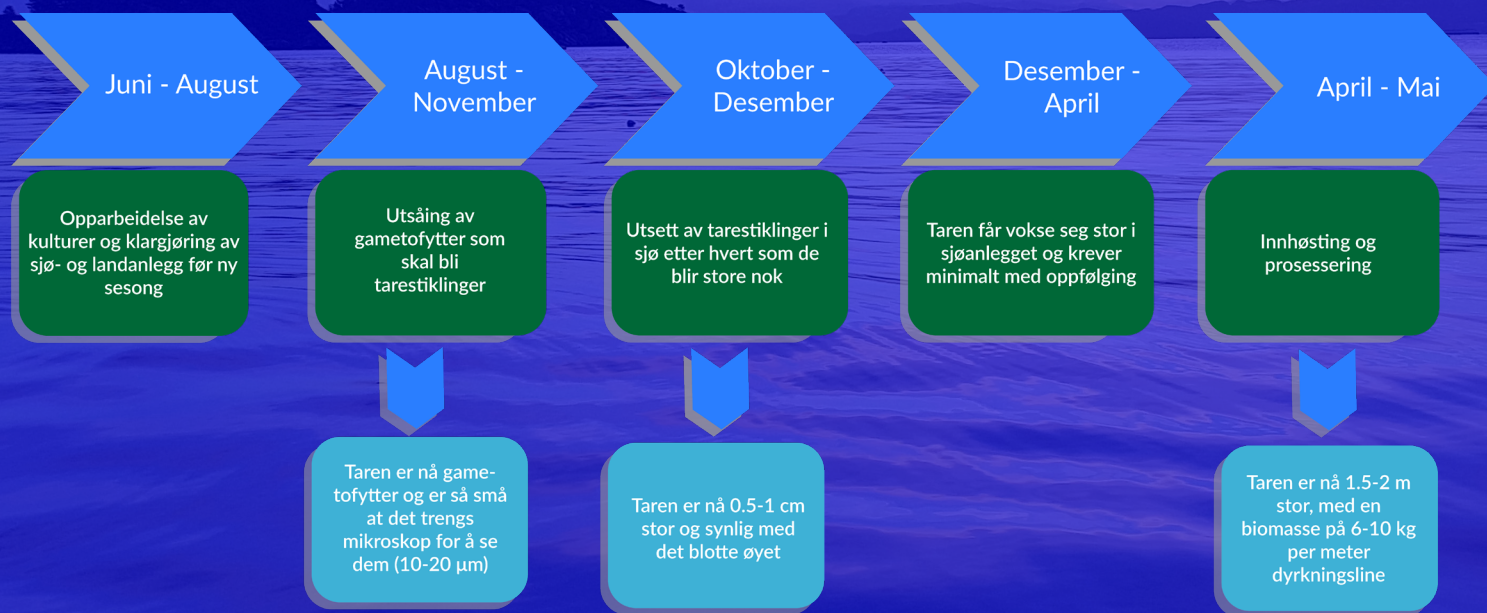 Juni - August
August -
November
Oktober -
Desember
Desember -
April
April - Mai
Opparbeidelse av
kulturer og klargjøring av
sjø- og landanlegg før ny
sesong
Utsåing av
gametofytter som
skal bli
tarestiklinger
Utsett av tarestiklinger i
sjø etter hvert som de
blir store nok
Taren får vokse seg stor i
sjøanlegget og krever
minimalt med oppfølging
Innhøsting og
prosessering
Taren er nå game-
tofytter og er så små
at det trengs
mikroskop for å se
dem (10-20 µm)
Taren er nå 0.5-1 cm
stor og synlig med
det blotte øyet
Taren er nå 1.5-2 m
stor, med en
biomasse på 6-10 kg
per meter
dyrkningsline